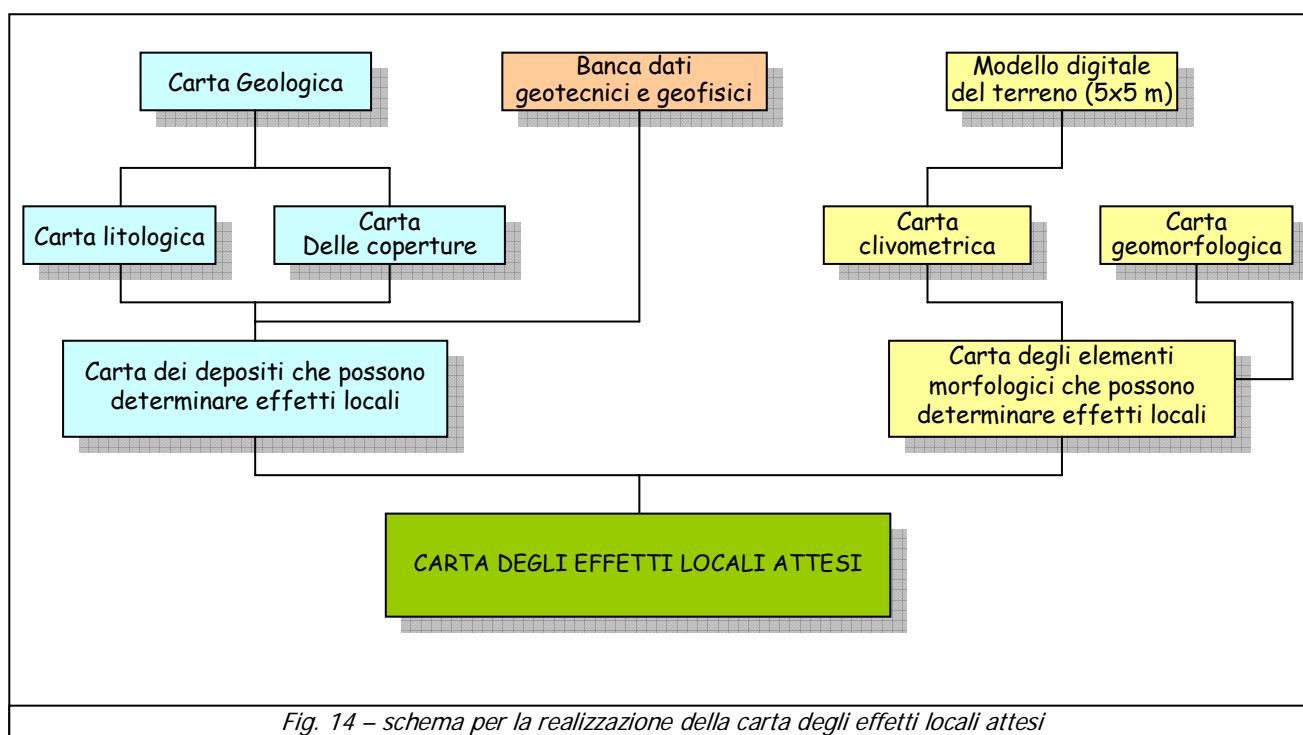 Carta Geologica
Banca dati
geotecnici e geofisici
Modello digitale
del terreno (5x5 m)
Carta litologica
Carta
Delle coperture
Carta
clivometrica
Carta
geomorfologica
Carta dei depositi che possono
determinare effetti locali
Carta degli elementi
morfologici che possono
determinare effetti locali
CARTA DEGLI EFFETTI LOCALI ATTESI
Fig. 14 – schema per la realizzazione della carta degli effetti locali attesi